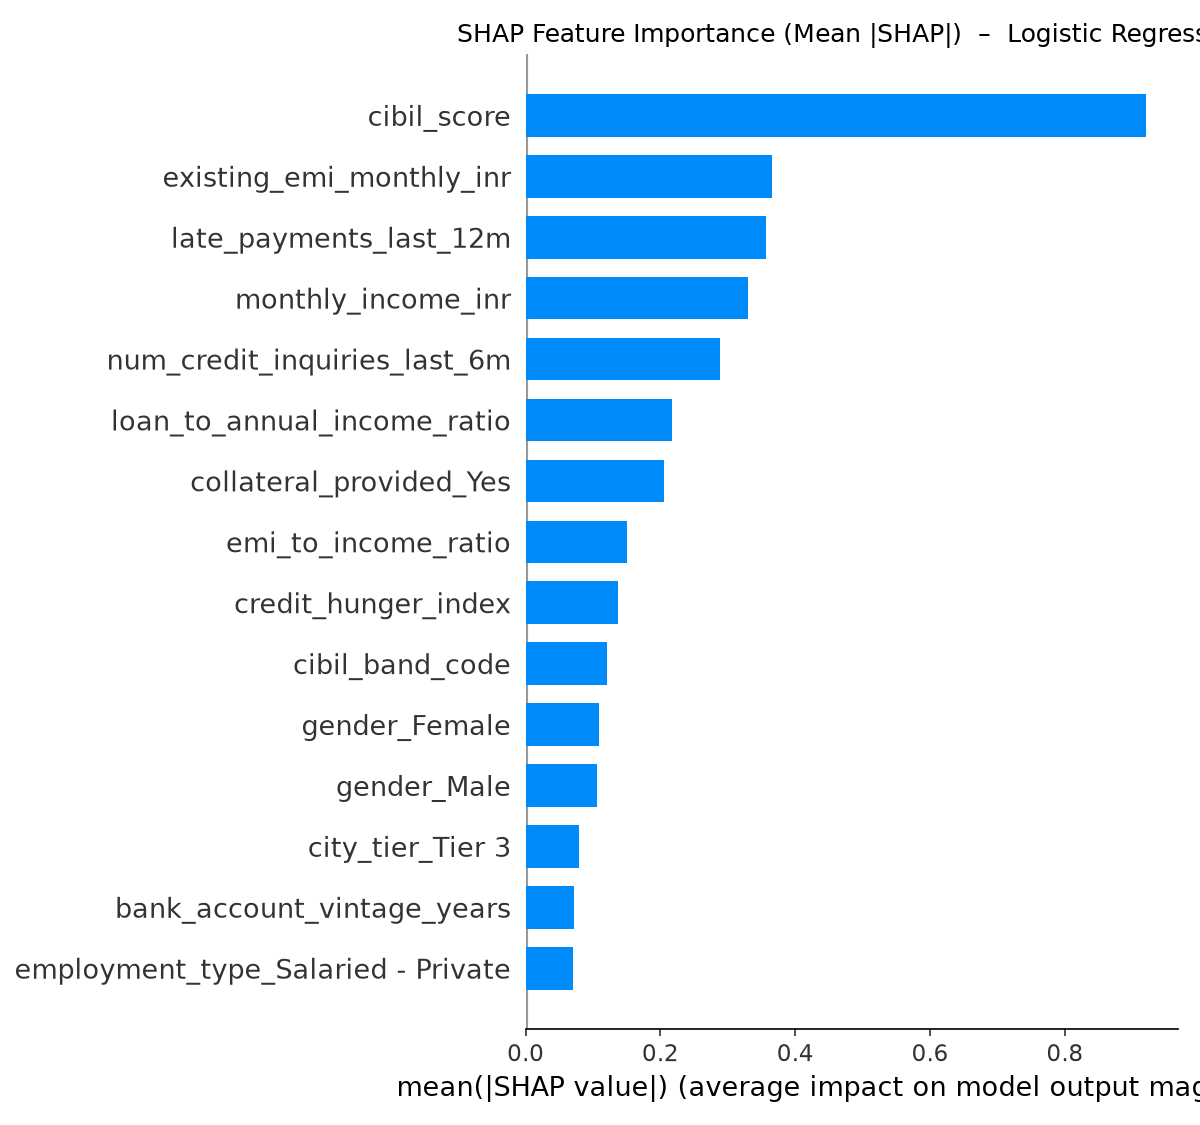 SHAP Feature Importance (Mean |SHAP|)  –  Logistic Regress
cibil_score
existing_emi_monthly_inr
late_payments_last_12m
monthly_income_inr
num_credit_inquiries_last_6m
loan_to_annual_income_ratio
collateral_provided_Yes
emi_to_income_ratio
credit_hunger_index
cibil_band_code
gender_Female
gender_Male
city_tier_Tier 3
bank_account_vintage_years
employment_type_Salaried - Private
0.0 0.2 0.4 0.6 0.8
mean(|SHAP value|) (average impact on model output mag